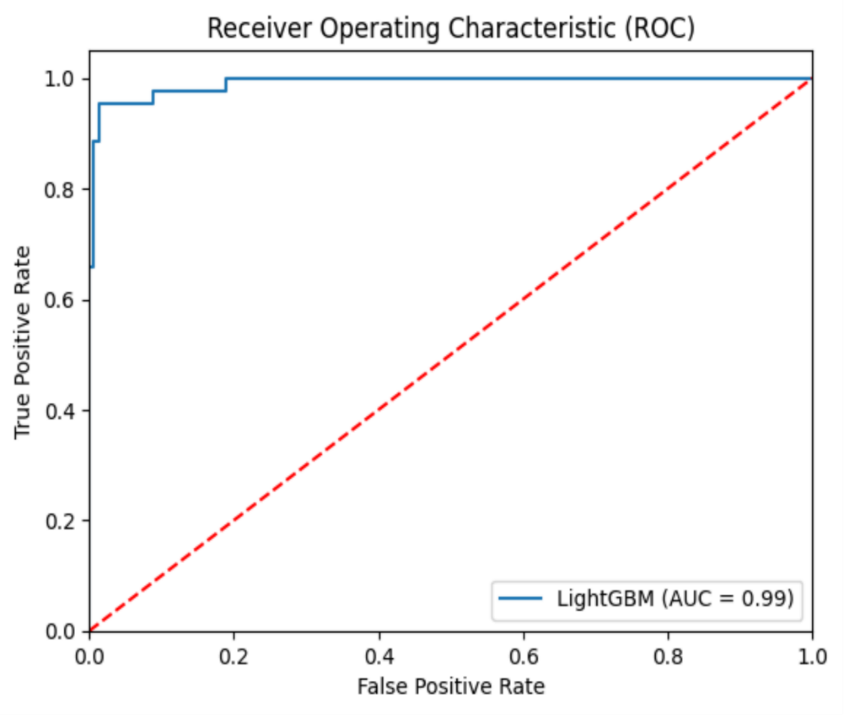 Receiver Operating Characteristic (ROC)
True Positive Rate
1.0
0.8
0.6
0.4
0.2
0.0
LightGBM (AUC = 0.99)
0.0 0.2 0.4 0.6 0.8 1.0
False Positive Rate